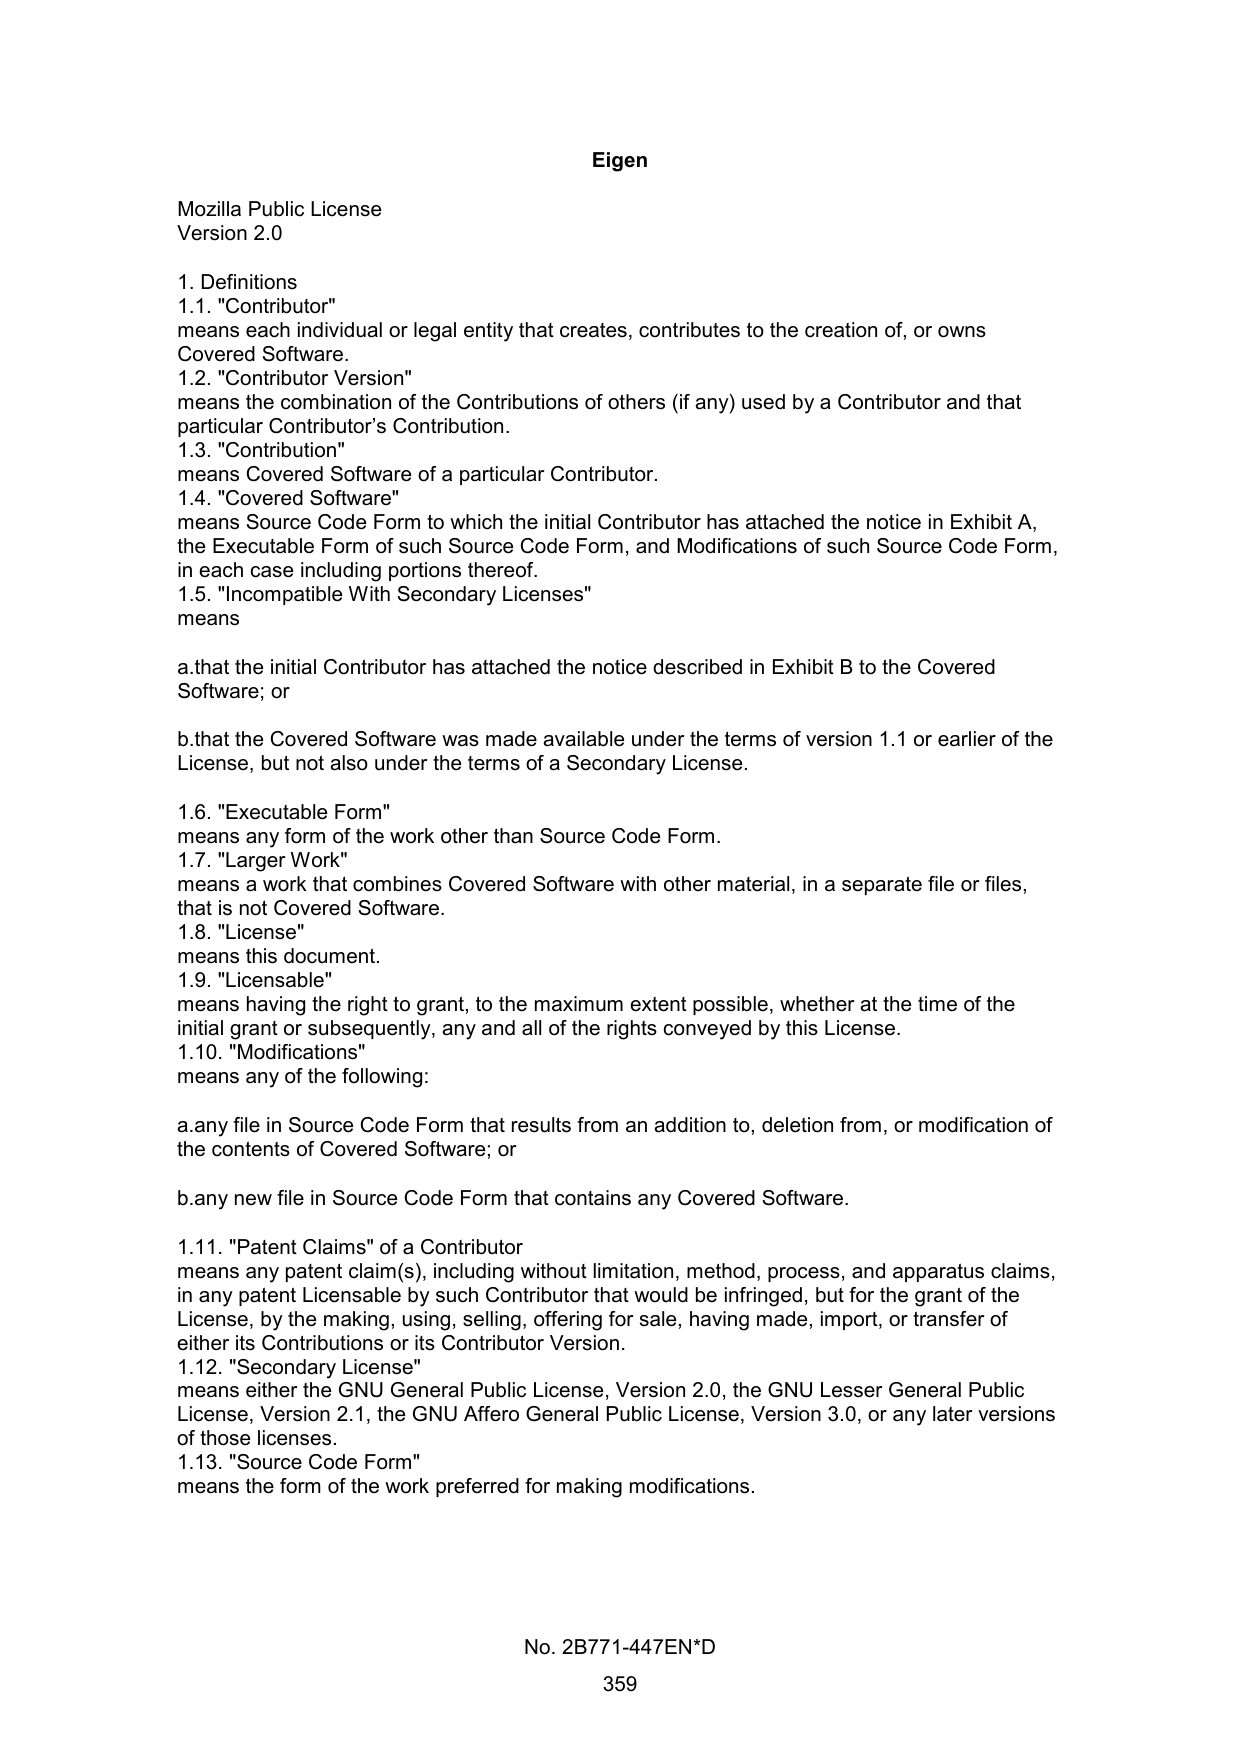 Eigen
Mozilla Public License
Version 2.0
1. Definitions
1.1. "Contributor"
means each individual or legal entity that creates, contributes to the creation of, or owns
Covered Software.
1.2. "Contributor Version"
means the combination of the Contributions of others (if any) used by a Contributor and that
particular Contributor’s Contribution.
1.3. "Contribution"
means Covered Software of a particular Contributor.
1.4. "Covered Software"
means Source Code Form to which the initial Contributor has attached the notice in Exhibit A,
the Executable Form of such Source Code Form, and Modifications of such Source Code Form,
in each case including portions thereof.
1.5. "Incompatible With Secondary Licenses"
means
a.that the initial Contributor has attached the notice described in Exhibit B to the Covered
Software; or
b.that the Covered Software was made available under the terms of version 1.1 or earlier of the
License, but not also under the terms of a Secondary License.
1.6. "Executable Form"
means any form of the work other than Source Code Form.
1.7. "Larger Work"
means a work that combines Covered Software with other material, in a separate file or files,
that is not Covered Software.
1.8. "License"
means this document.
1.9. "Licensable"
means having the right to grant, to the maximum extent possible, whether at the time of the
initial grant or subsequently, any and all of the rights conveyed by this License.
1.10. "Modifications"
means any of the following:
a.any file in Source Code Form that results from an addition to, deletion from, or modification of
the contents of Covered Software; or
b.any new file in Source Code Form that contains any Covered Software.
1.11. "Patent Claims" of a Contributor
means any patent claim(s), including without limitation, method, process, and apparatus claims,
in any patent Licensable by such Contributor that would be infringed, but for the grant of the
License, by the making, using, selling, offering for sale, having made, import, or transfer of
either its Contributions or its Contributor Version.
1.12. "Secondary License"
means either the GNU General Public License, Version 2.0, the GNU Lesser General Public
License, Version 2.1, the GNU Affero General Public License, Version 3.0, or any later versions
of those licenses.
1.13. "Source Code Form"
means the form of the work preferred for making modifications.
No. 2B771-447EN*D
359